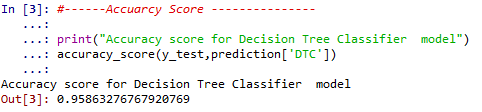 In [3]: #------Accuarcy Score ---------------
...:
...: print("Accuracy score for Decision Tree Classifier  model")
...: accuracy_score(y_test,prediction['DTC'])
...:
Accuracy score for Decision Tree Classifier  model
Out[3]: 0.95863276767920769